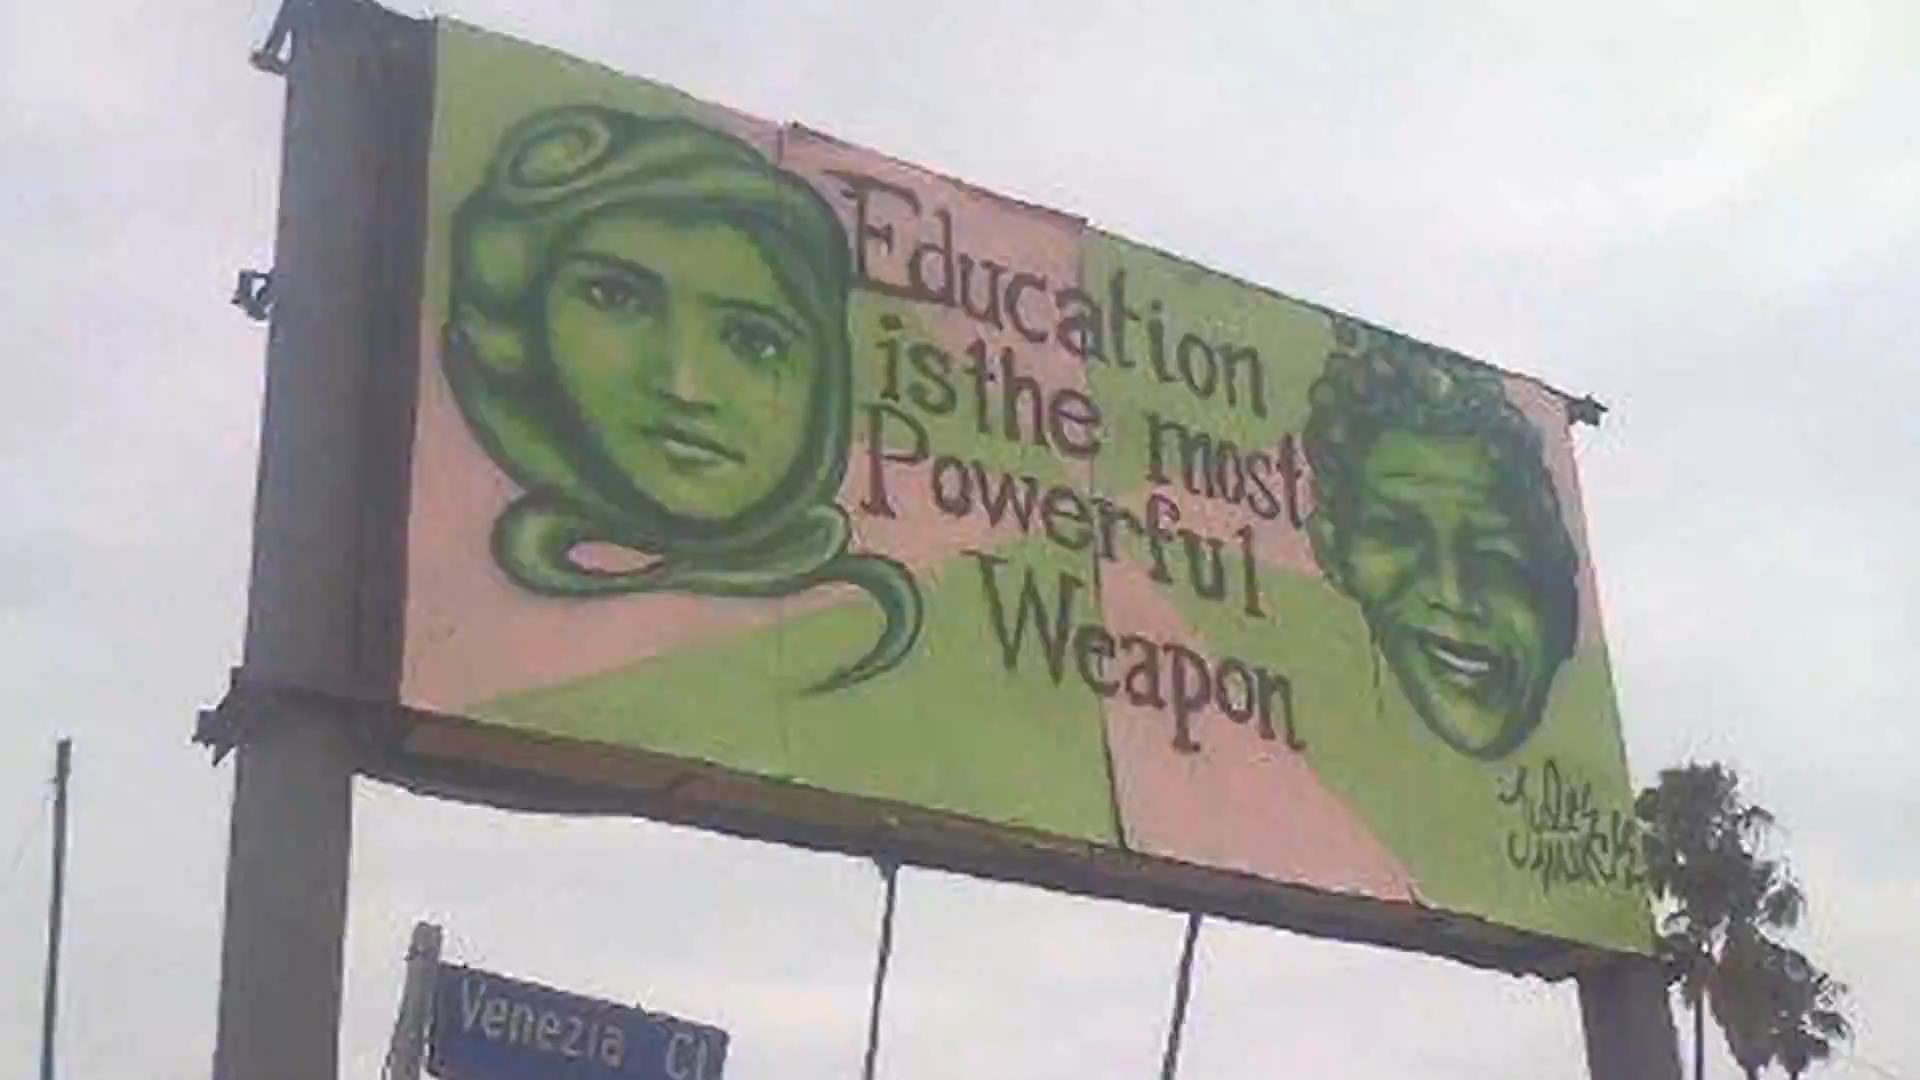 Education
is the most
Powerful
Weapon
Venezia Ct